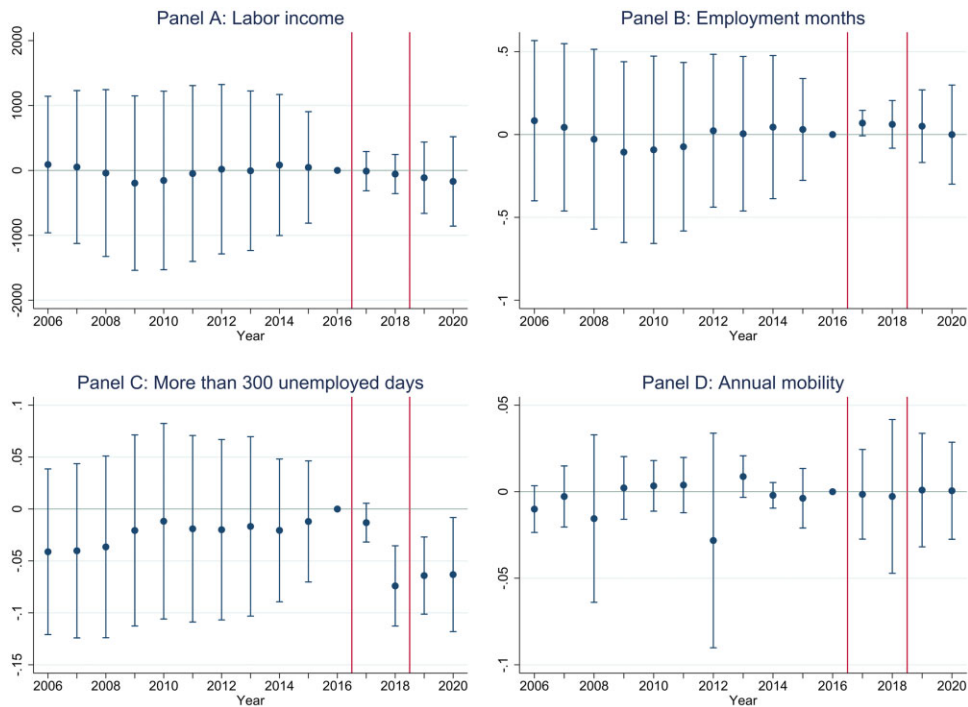 Panel A: Labor income
2000
1000
0
-1000
-2000
2006 2008 2010 2012 2014 2016 2018 2020
Year
Panel B: Employment months
.5
0
-.5
-1
2006 2008 2010 2012 2014 2016 2018 2020
Year
Panel C: More than 300 unemployed days
.1
.05
0
-.05
-.1
-.15
2006 2008 2010 2012 2014 2016 2018 2020
Year
Panel D: Annual mobility
.05
0
-.05
-.1
2006 2008 2010 2012 2014 2016 2018 2020
Year